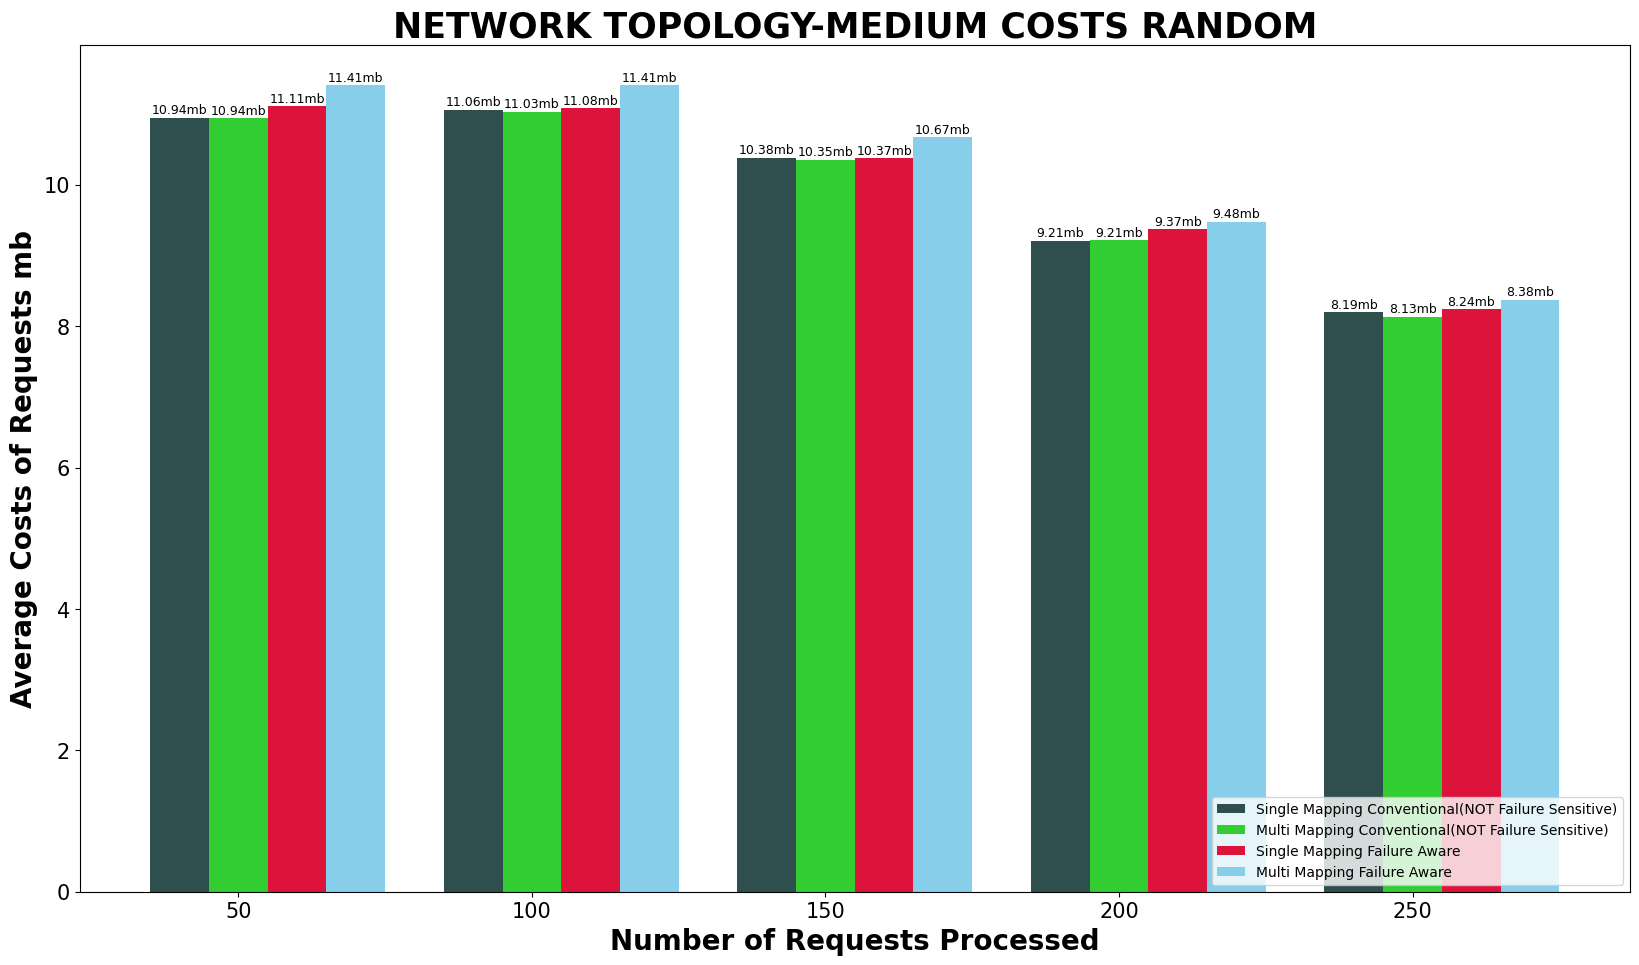 NETWORK TOPOLOGY-MEDIUM COSTS RANDOM
Average Costs of Requests mb
10
8
6
4
2
0
10.94mb 10.94mb 11.11mb 11.41mb
11.06mb 11.03mb 11.08mb 11.41mb
10.38mb 10.35mb 10.37mb 10.67mb
9.21mb 9.21mb 9.37mb 9.48mb
8.19mb 8.13mb 8.24mb 8.38mb
Single Mapping Conventional(NOT Failure Sensitive)
Multi Mapping Conventional(NOT Failure Sensitive)
Single Mapping Failure Aware
Multi Mapping Failure Aware
50 100 150 200 250
Number of Requests Processed